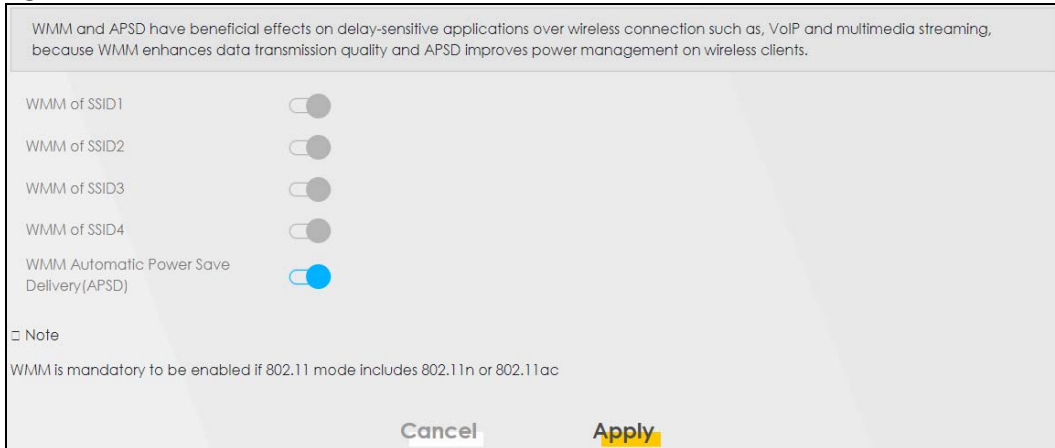 WMM and APSD have beneficial effects on delay-sensitive applications over wireless connection such as, VoIP and multimedia streaming,
because WMM enhances data transmission quality and APSD improves power management on wireless clients.
WMM of SSID1
WMM of SSID2
WMM of SSID3
WMM of SSID4
WMM Automatic Power Save
Delivery(APSD)
□ Note
WMM is mandatory to be enabled if 802.11 mode includes 802.11n or 802.11ac
Cancel Apply